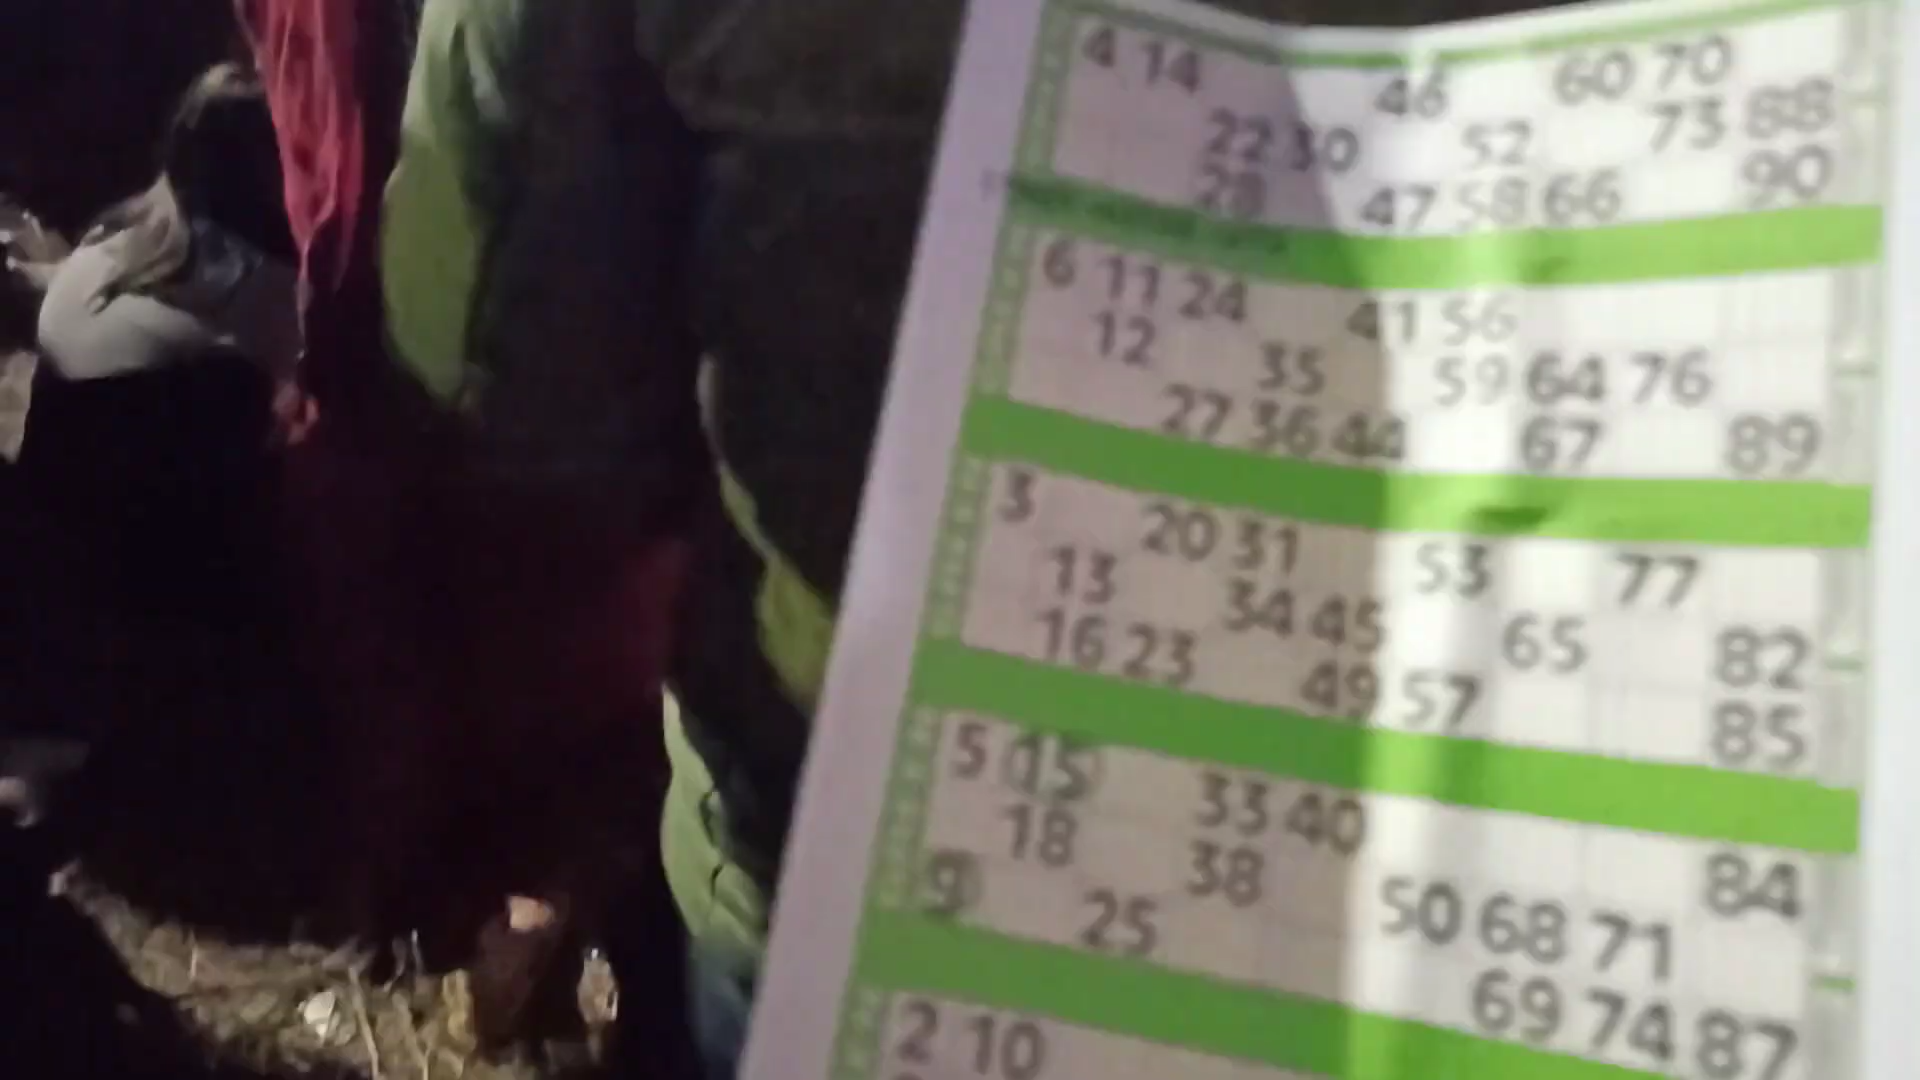 4 14 46 60 70
22 30 52 73 88
28 47 58 66 90
6 11 24 41 56
12 35 59 64 76
27 36 44 67 89
3 20 31 53 77
13 34 45 65 82
16 23 49 57 85
5 15 33 40 84
18 38 50 68 71
9 25 69 74 87
2 10